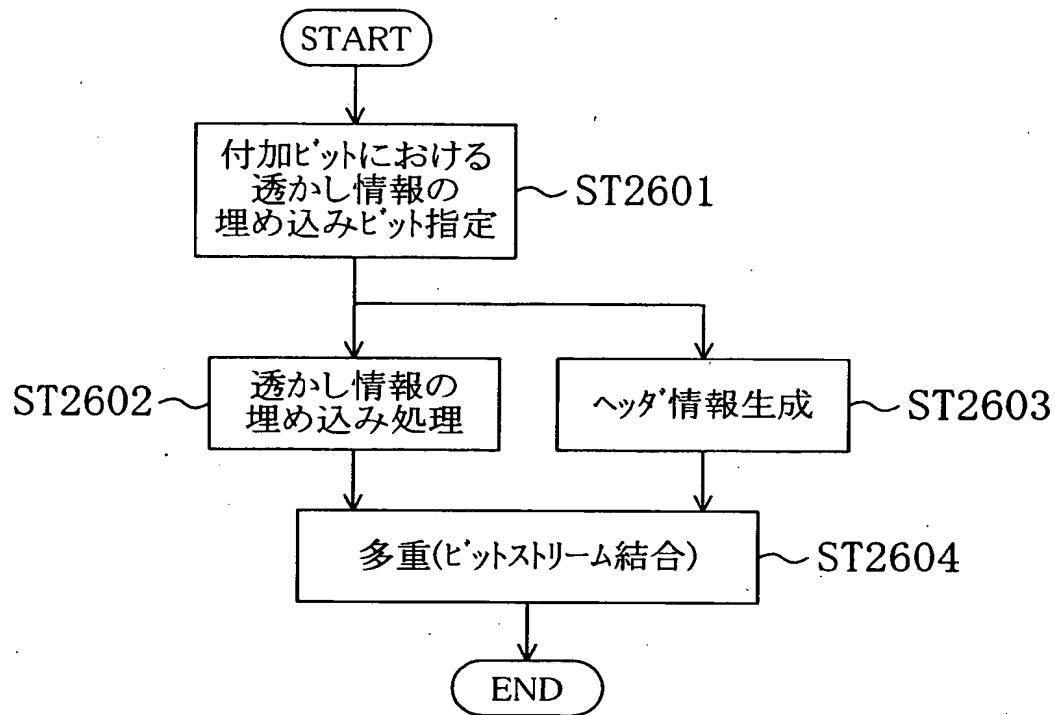 START
付加ビットにおける
透かし情報の
埋め込みビット指定
ST2601
ST2602
透かし情報の
埋め込み処理
ヘッダ情報生成
ST2603
多重(ビットストリーム結合)
ST2604
END